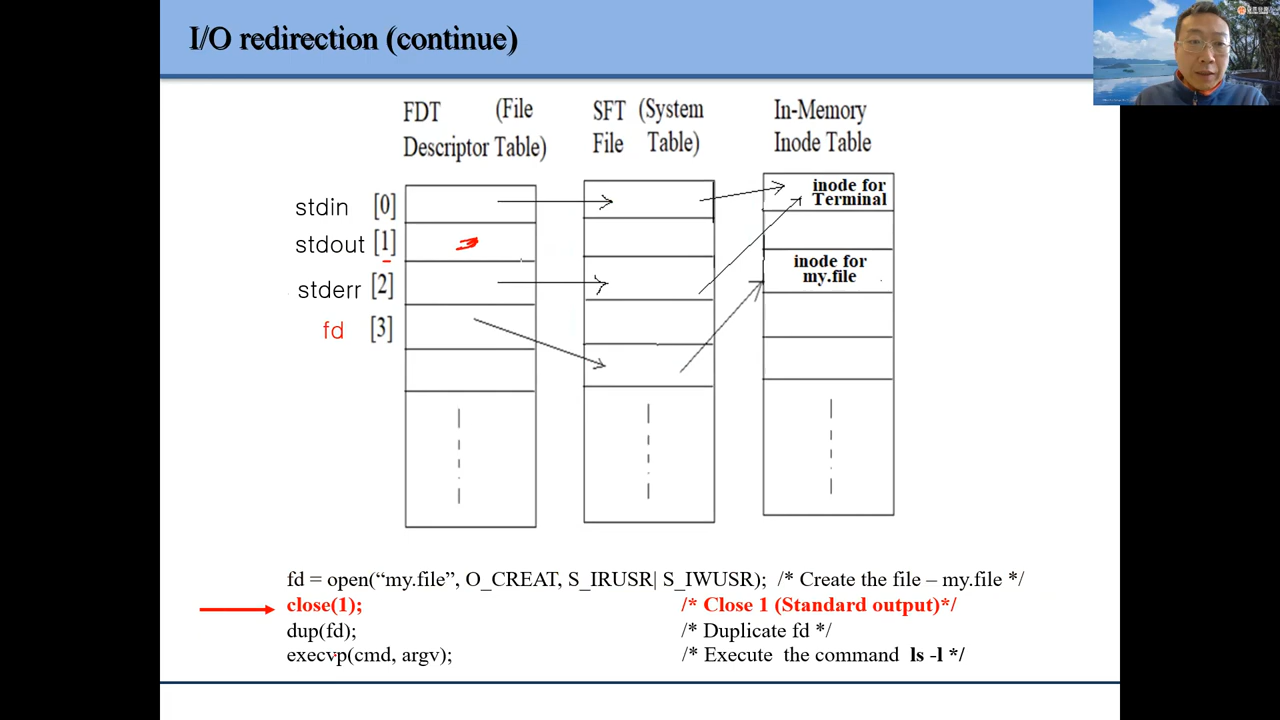 I/O redirection (continue)
FDT (File
Descriptor Table)
SFT (System
File Table)
In-Memory
Inode Table
stdin [0]
stdout [1]
stderr [2]
fd [3]
inode for
Terminal
inode for
my.file
fd = open(“my.file”, O_CREAT, S_IRUSR| S_IWUSR); /* Create the file – my.file */
close(1); /* Close 1 (Standard output)*/
dup(fd); /* Duplicate fd */
execvp(cmd, argv); /* Execute the command ls -l */